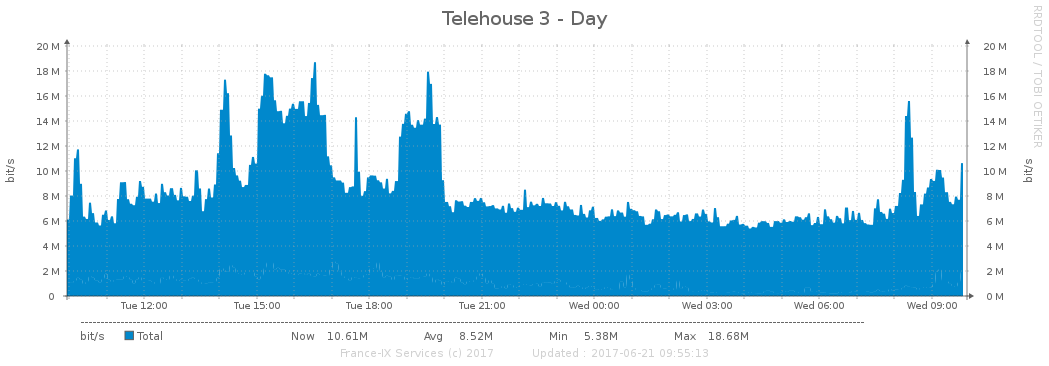 Telehouse 3 - Day
RRDTOOL / TOBI OETIKER
20 M 20 M
18 M 18 M
16 M 16 M
14 M 14 M
12 M 12 M
10 M 10 M
8 M 8 M
6 M 6 M
4 M 4 M
2 M 2 M
0 0 M
bit/s bit/s
Tue 12:00 Tue 15:00 Tue 18:00 Tue 21:00 Wed 00:00 Wed 03:00 Wed 06:00 Wed 09:00
bit/s Total Now 10.61M Avg 8.52M Min 5.38M Max 18.68M
France-IX Services (c) 2017 Updated : 2017-06-21 09:55:13